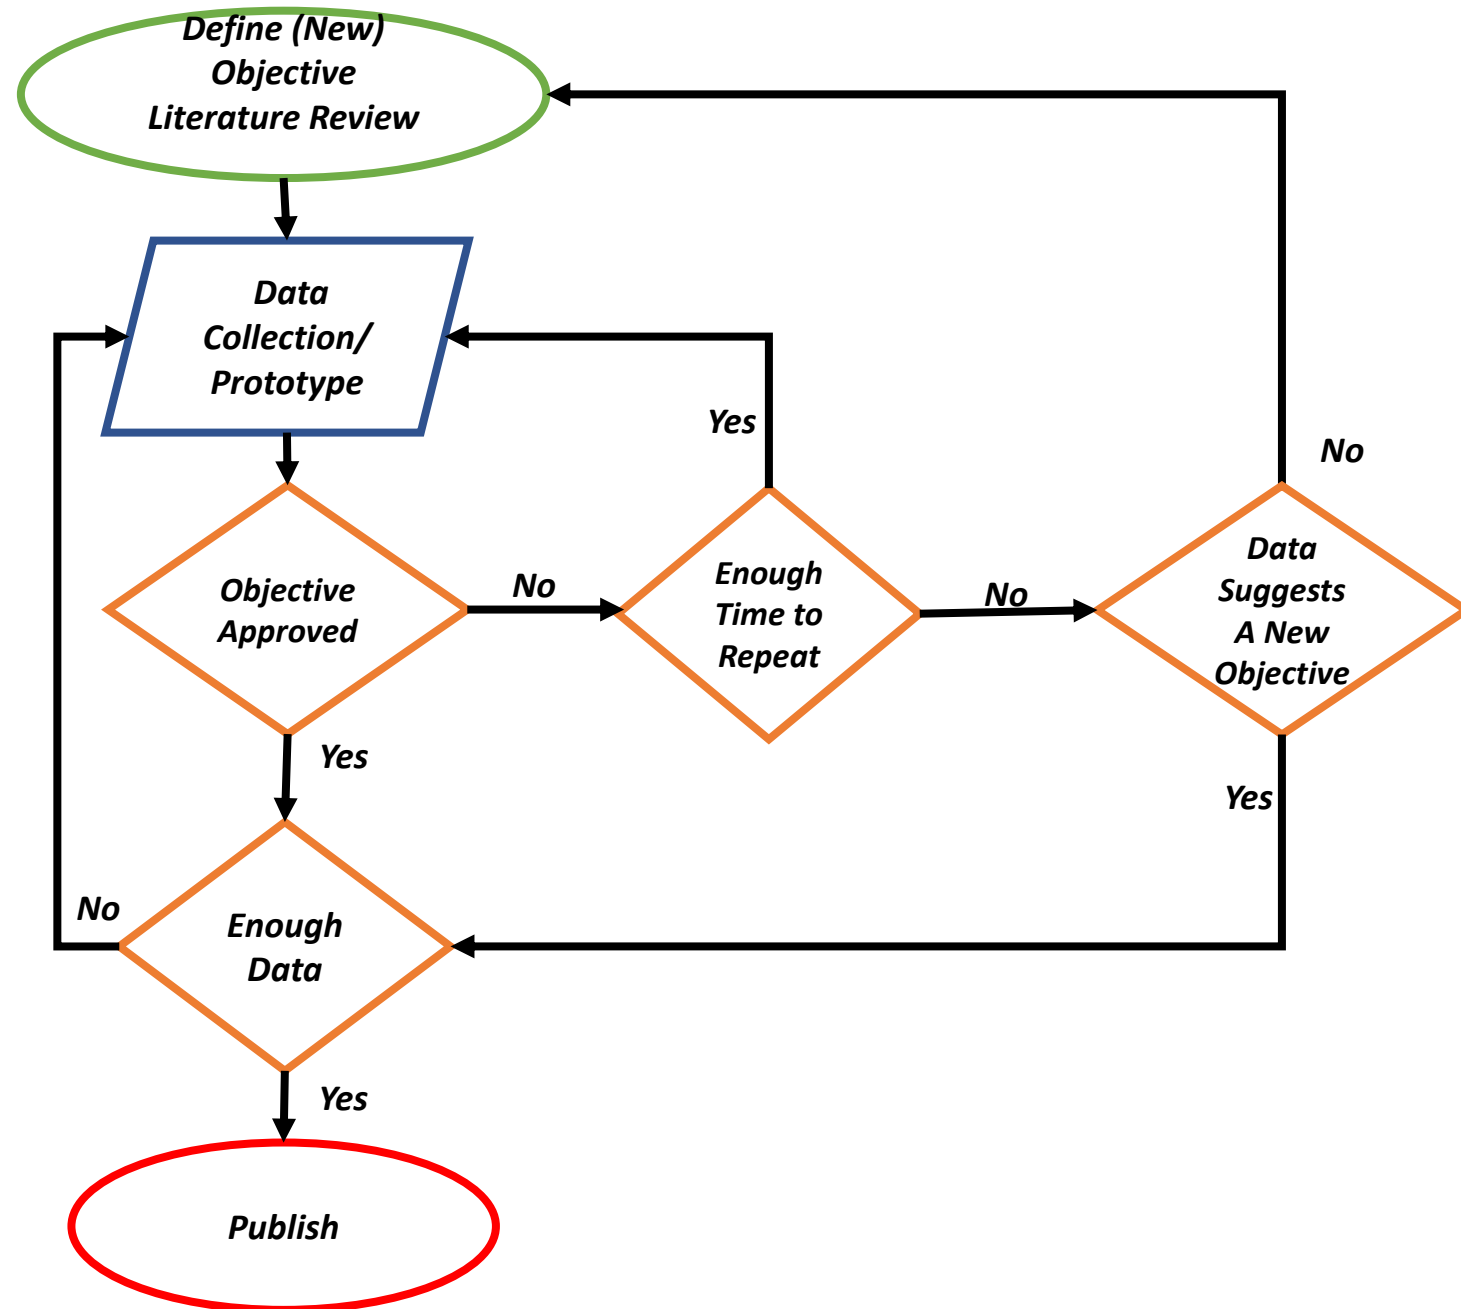 Define (New)
Objective
Literature Review
Data
Collection/
Prototype
Yes
No
Objective
Approved
No
Enough
Time to
Repeat
No
Data
Suggests
A New
Objective
Yes
Yes
No
Enough
Data
Yes
Publish